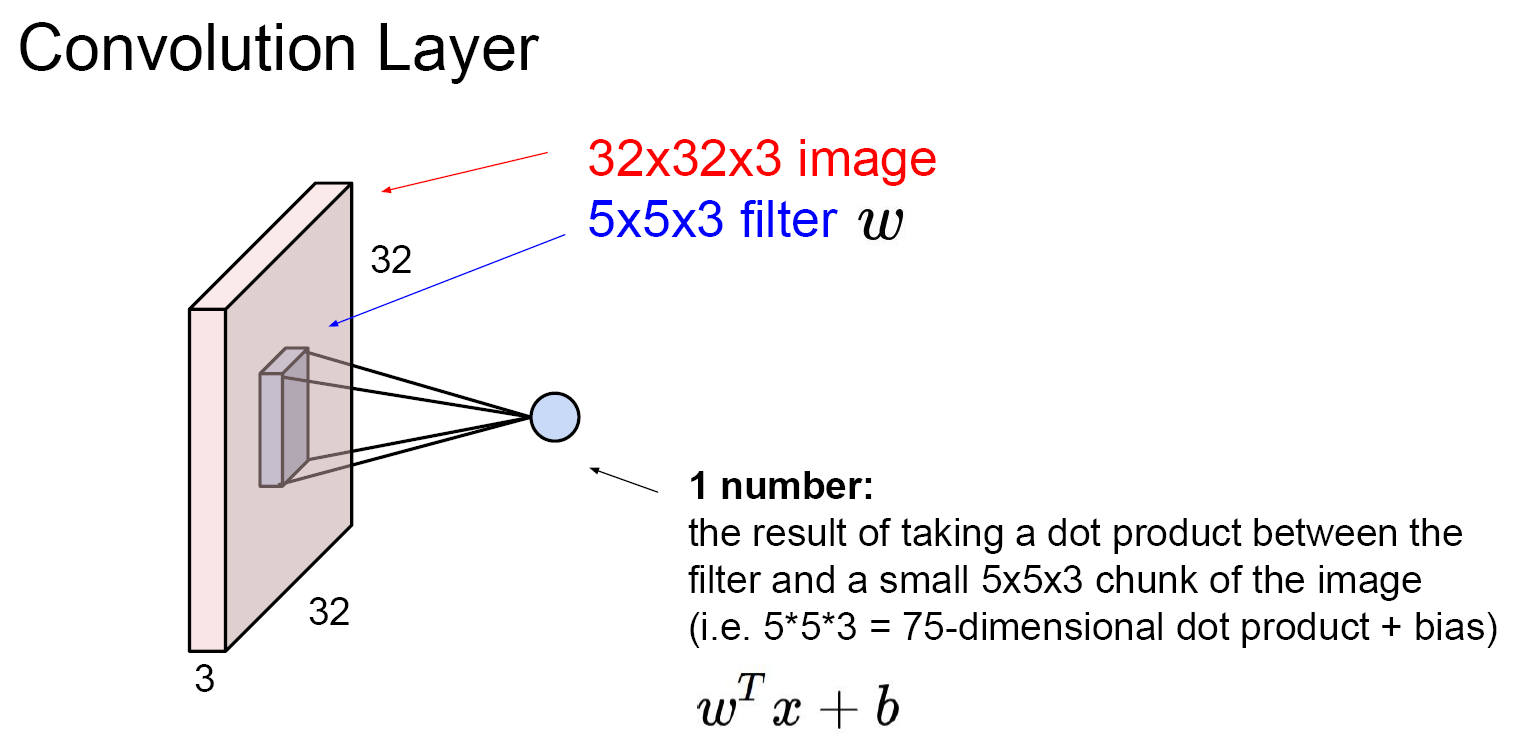 Convolution Layer
32x32x3 image
5x5x3 filter w
32
32
3
1 number:
the result of taking a dot product between the
filter and a small 5x5x3 chunk of the image
(i.e. 5*5*3 = 75-dimensional dot product + bias)
w^T x + b